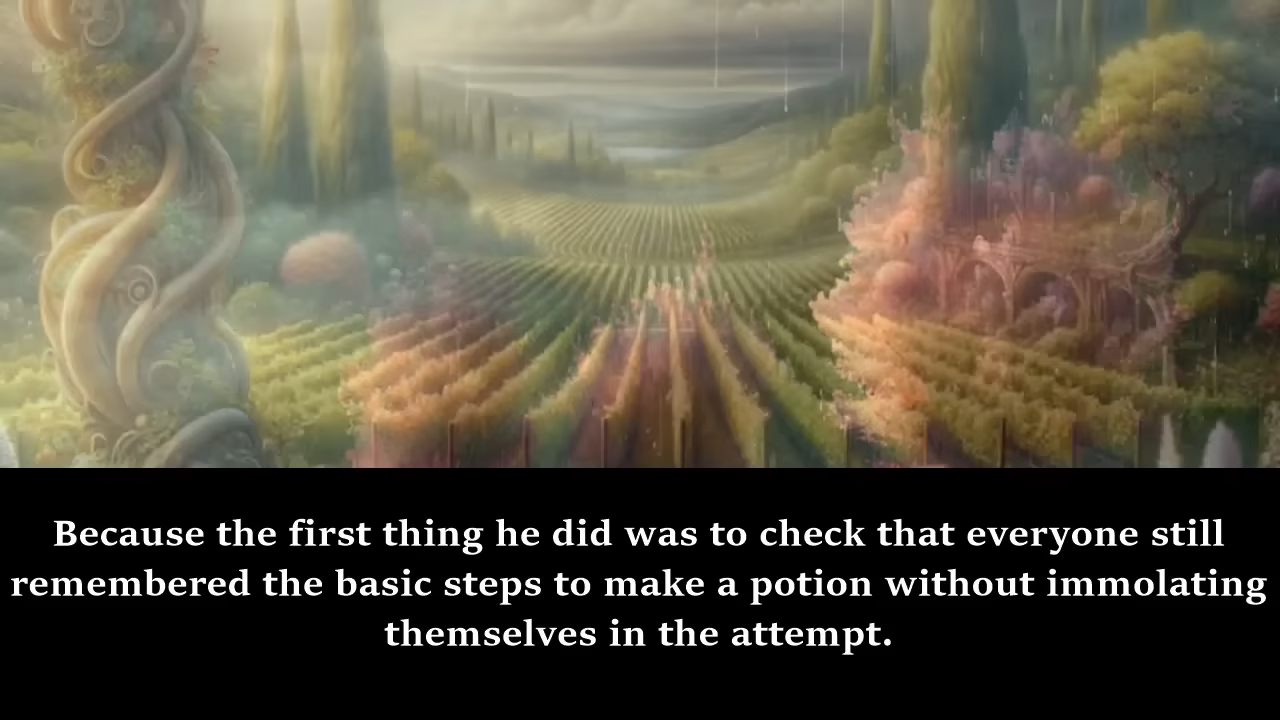 Because the first thing he did was to check that everyone still
remembered the basic steps to make a potion without immolating
themselves in the attempt.